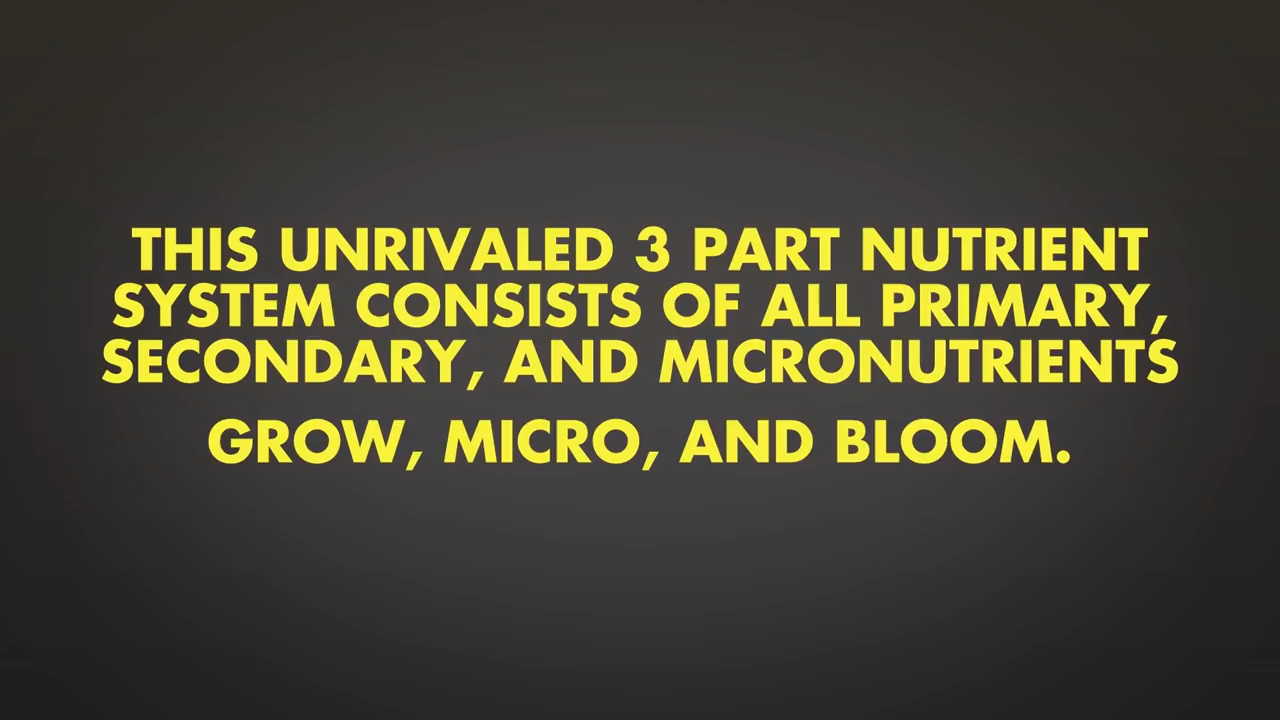 THIS UNRIVALED 3 PART NUTRIENT
SYSTEM CONSISTS OF ALL PRIMARY,
SECONDARY, AND MICRONUTRIENTS
GROW, MICRO, AND BLOOM.